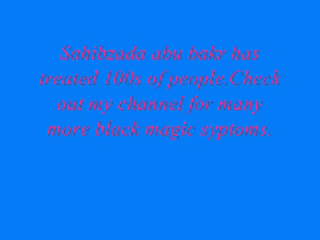 Sahibzada abu bakr has
treated 100s of people.Check
out my channel for many
more black magic syptoms.